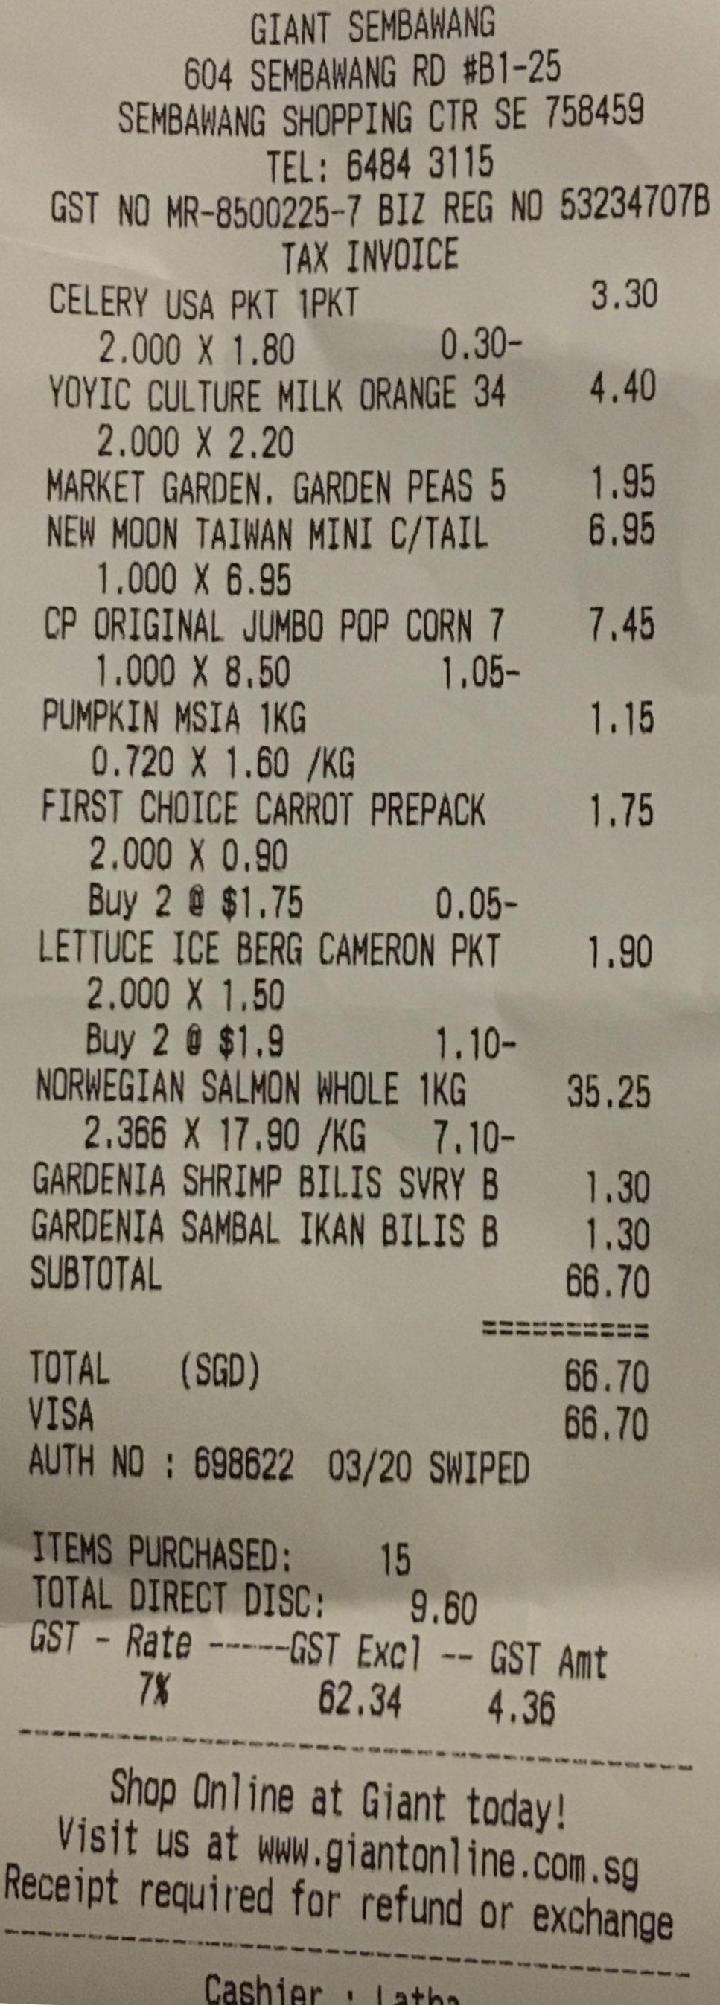 GIANT SEMBAWANG
604 SEMBAWANG RD #B1-25
SEMBAWANG SHOPPING CTR SE 758459
TEL: 6484 3115
GST NO MR-8500225-7 BIZ REG NO 53234707B
TAX INVOICE
CELERY USA PKT 1PKT 3.30
2.000 X 1.80 0.30-
YOYIC CULTURE MILK ORANGE 34 4.40
2.000 X 2.20
MARKET GARDEN. GARDEN PEAS 5 1.95
NEW MOON TAIWAN MINI C/TAIL 6.95
1.000 X 6.95
CP ORIGINAL JUMBO POP CORN 7 7.45
1.000 X 8.50 1.05-
PUMPKIN MSIA 1KG 1.15
0.720 X 1.60 /KG
FIRST CHOICE CARROT PREPACK 1.75
2.000 X 0.90
Buy 2 @ $1.75 0.05-
LETTUCE ICE BERG CAMERON PKT 1.90
2.000 X 1.50
Buy 2 @ $1.9 1.10-
NORWEGIAN SALMON WHOLE 1KG 35.25
2.366 X 17.90 /KG 7.10-
GARDENIA SHRIMP BILIS SVRY B 1.30
GARDENIA SAMBAL IKAN BILIS B 1.30
SUBTOTAL 66.70
==========
TOTAL (SGD) 66.70
VISA 66.70
AUTH NO : 698622 03/20 SWIPED
ITEMS PURCHASED: 15
TOTAL DIRECT DISC: 9.60
GST - Rate -----GST Excl -- GST Amt
7% 62.34 4.36
Shop Online at Giant today!
Visit us at www.giantonline.com.sg
Receipt required for refund or exchange
Cashier : Latha